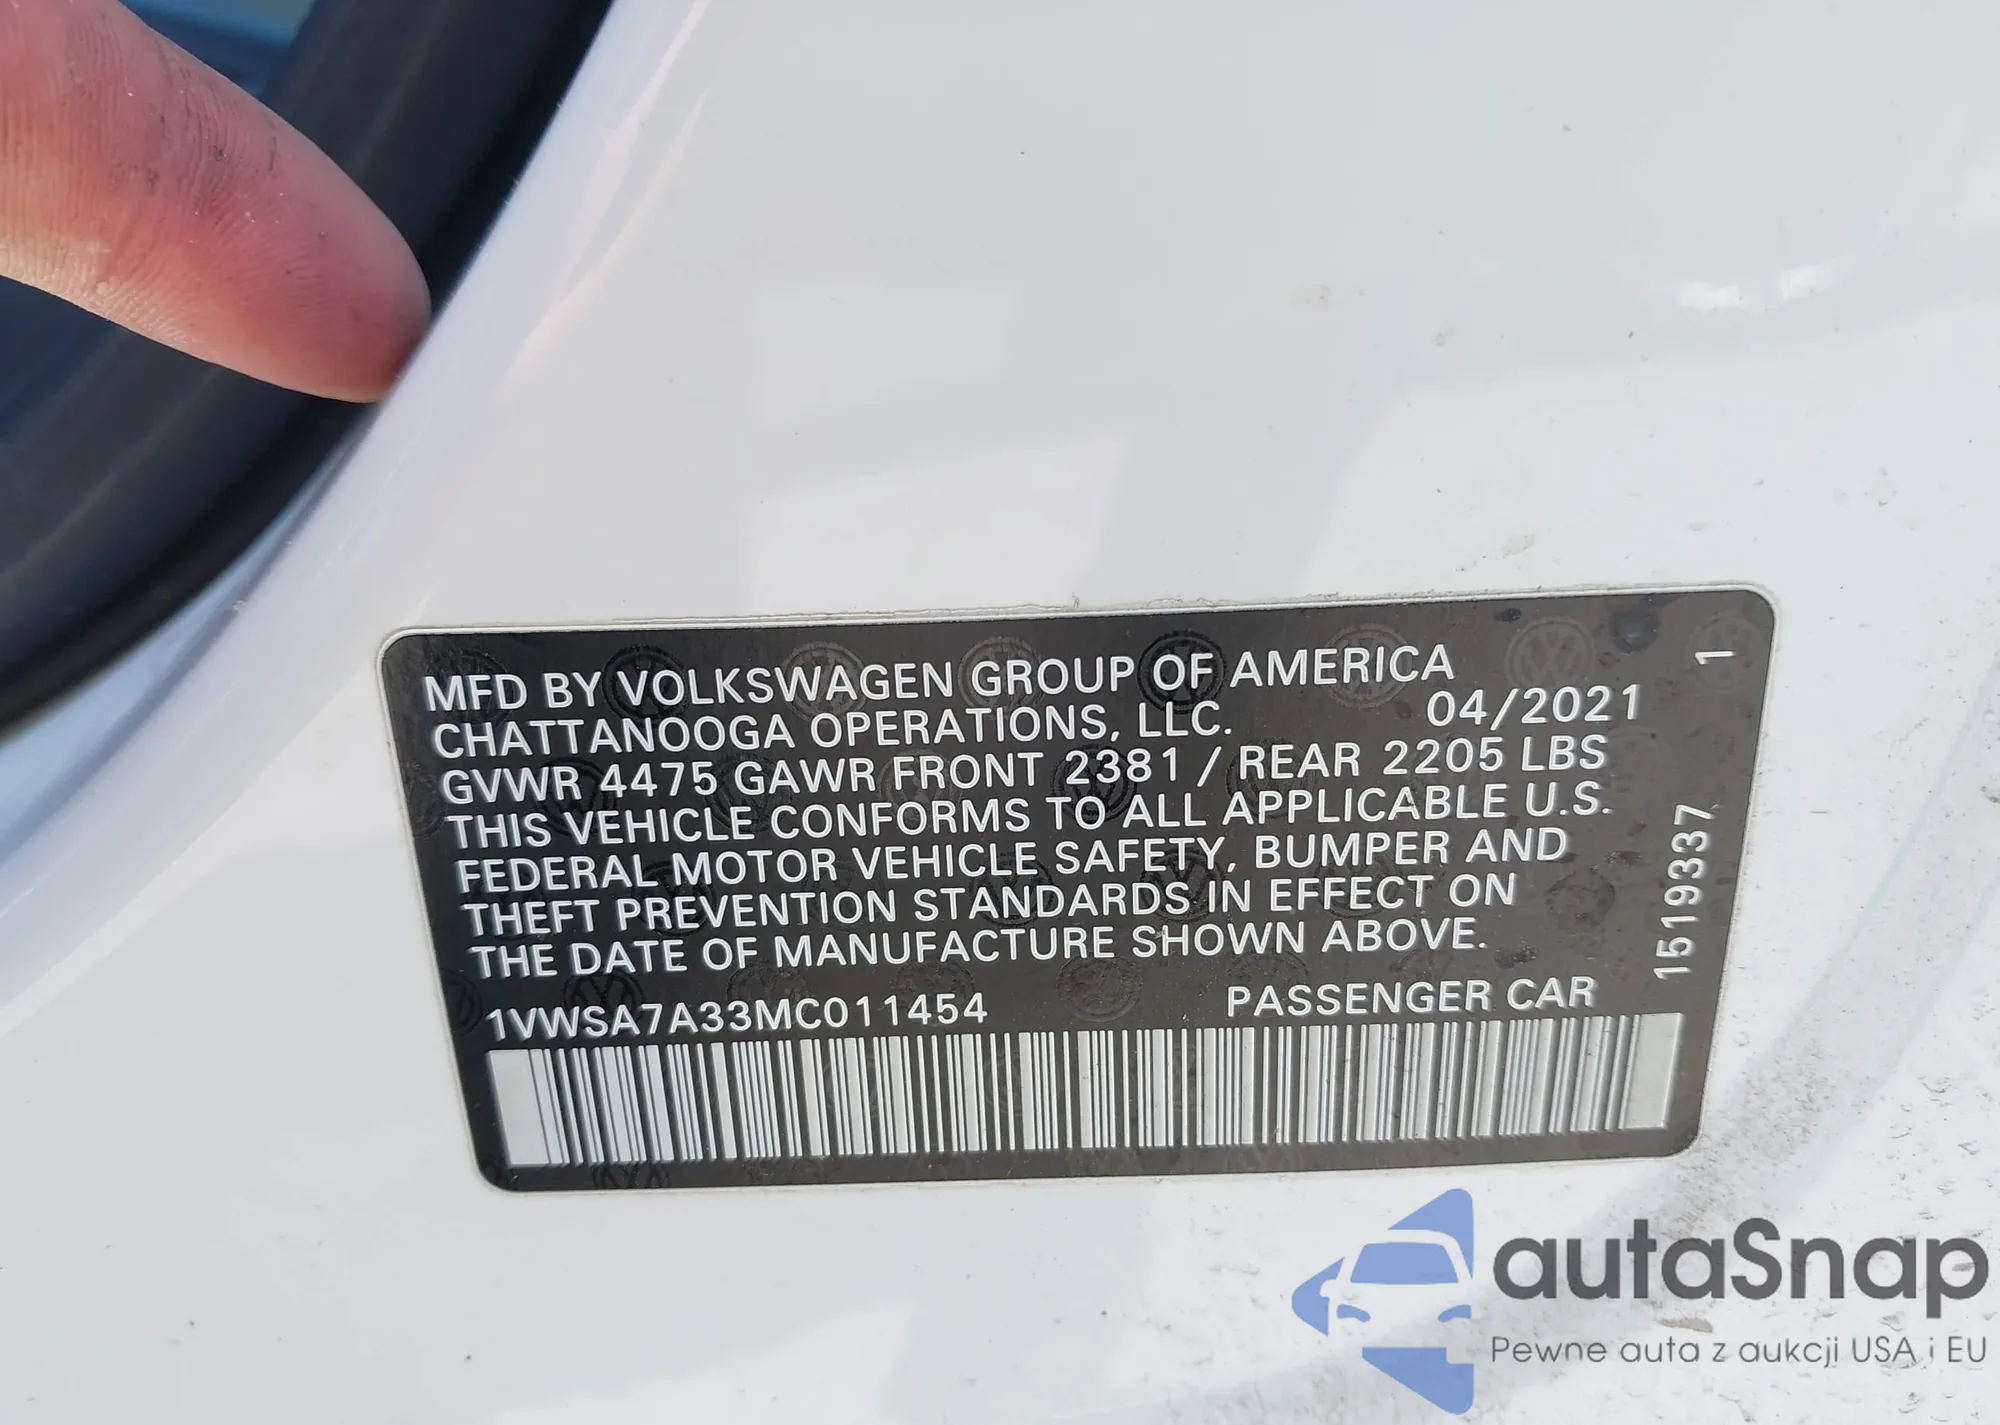 MFD BY VOLKSWAGEN GROUP OF AMERICA
CHATTANOOGA OPERATIONS, LLC. 04/2021
GVWR 4475 GAWR FRONT 2381 / REAR 2205 LBS
THIS VEHICLE CONFORMS TO ALL APPLICABLE U.S.
FEDERAL MOTOR VEHICLE SAFETY, BUMPER AND
THEFT PREVENTION STANDARDS IN EFFECT ON
THE DATE OF MANUFACTURE SHOWN ABOVE.
1VWSA7A33MC011454 PASSENGER CAR
1519337 1
autaSnap
Pewne auta z aukcji USA i EU